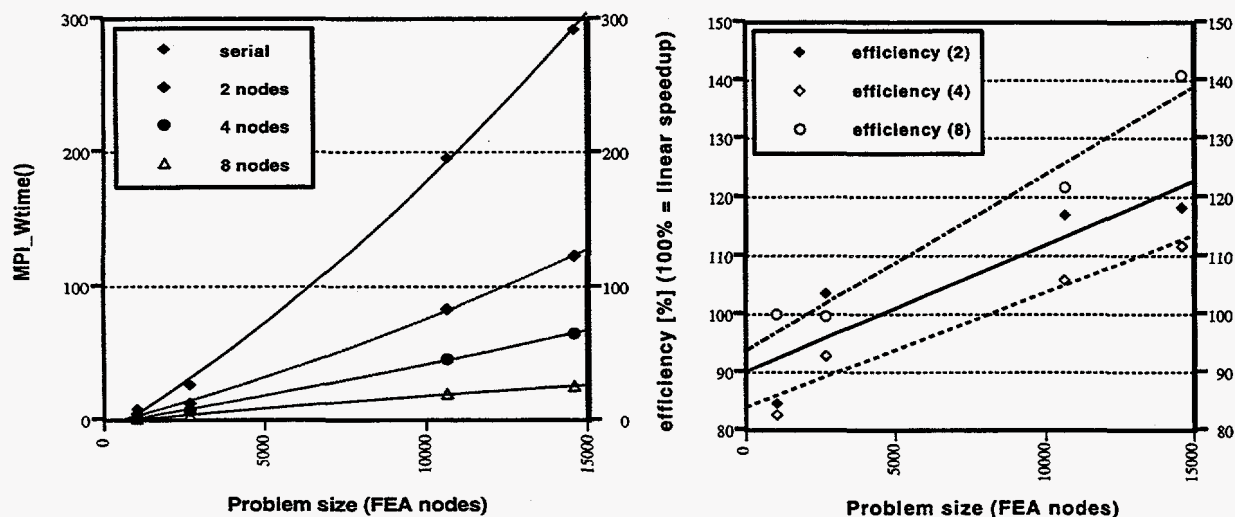 MPI_Wtime()
300
200
100
0
serial
2 nodes
4 nodes
8 nodes
300
200
100
0
0
5000
10000
15000
Problem size (FEA nodes)
efficiency [%] (100% = linear speedup)
150
140
130
120
110
100
90
80
efficiency (2)
efficiency (4)
efficiency (8)
150
140
130
120
110
100
90
80
0
5000
10000
15000
Problem size (FEA nodes)